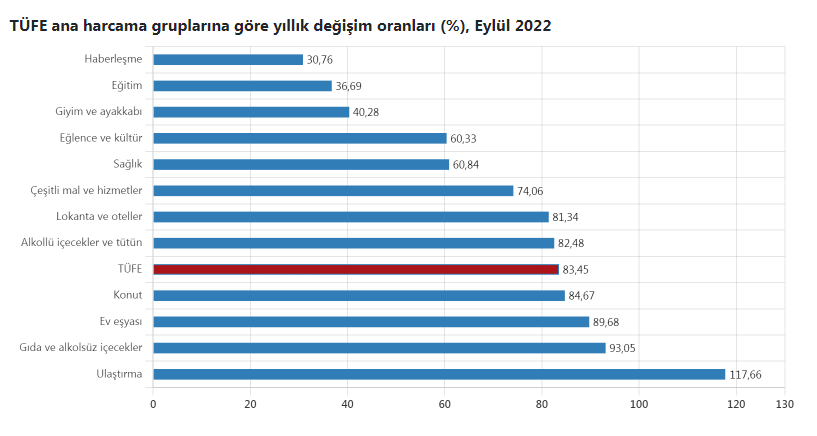 TÜFE ana harcama gruplarına göre yıllık değişim oranları (%), Eylül 2022
Haberleşme 30,76
Eğitim 36,69
Giyim ve ayakkabı 40,28
Eğlence ve kültür 60,33
Sağlık 60,84
Çeşitli mal ve hizmetler 74,06
Lokanta ve oteller 81,34
Alkollü içecekler ve tütün 82,48
TÜFE 83,45
Konut 84,67
Ev eşyası 89,68
Gıda ve alkolsüz içecekler 93,05
Ulaştırma 117,66
0 20 40 60 80 100 120 130